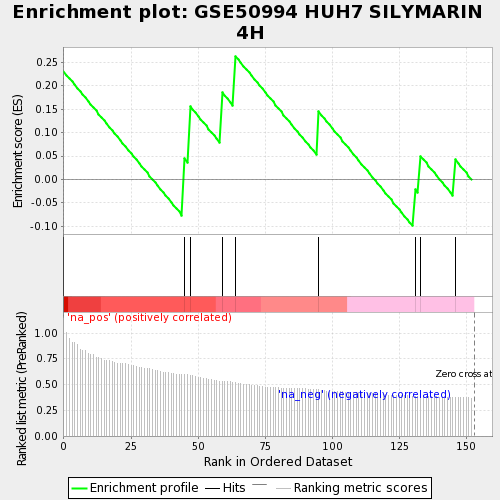 Enrichment plot: GSE50994 HUH7 SILYMARIN
4H
Enrichment score (ES)
0.25
0.20
0.15
0.10
0.05
0.00
-0.05
-0.10
'na_pos' (positively correlated)
Ranked list metric (PreRanked)
1.00
0.75
0.50
0.25
0.00
Zero cross at
'na_neg' (negatively correlated)
0
25
50
75
100
125
150
Rank in Ordered Dataset
Enrichment profile
Hits
Ranking metric scores